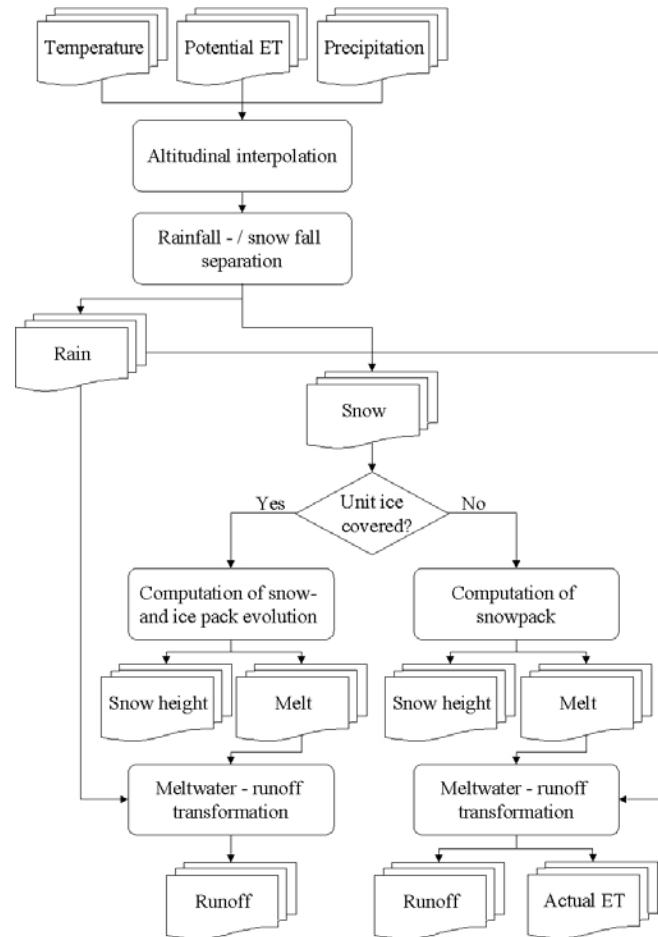 Temperature
Potential ET
Precipitation
Altitudinal interpolation
Rainfall - / snow fall
separation
Rain
Snow
Yes
Unit ice
covered?
No
Computation of snow-
and ice pack evolution
Computation of
snowpack
Snow height
Melt
Snow height
Melt
Meltwater - runoff
transformation
Meltwater - runoff
transformation
Runoff
Runoff
Actual ET